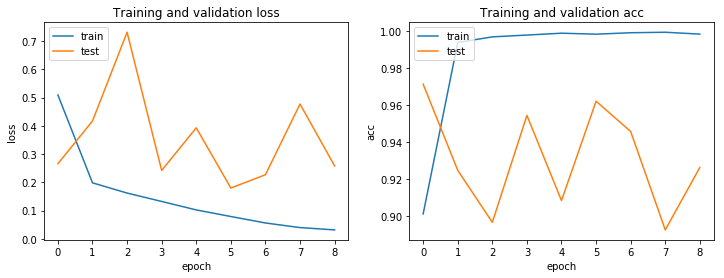 Training and validation loss
train
test
0.7
0.6
0.5
0.4
0.3
0.2
0.1
0.0
loss
0 1 2 3 4 5 6 7 8
epoch
Training and validation acc
train
test
1.00
0.98
0.96
0.94
0.92
0.90
acc
0 1 2 3 4 5 6 7 8
epoch